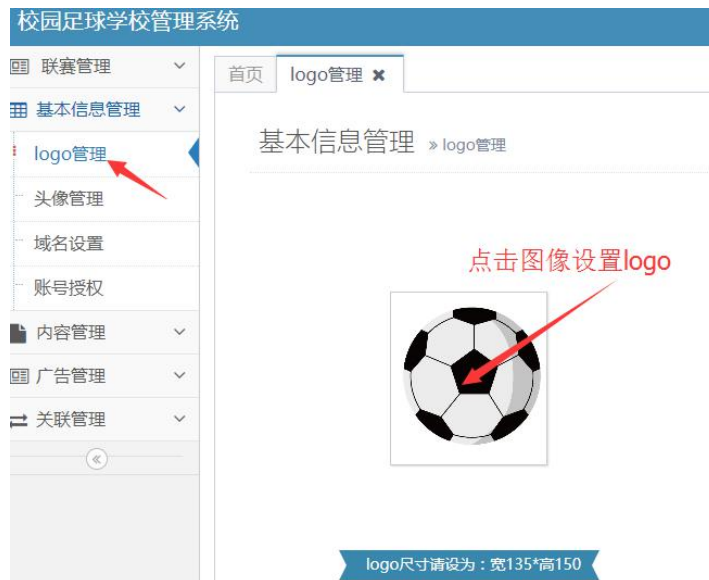 校园足球学校管理系统
联赛管理
基本信息管理
logo管理
头像管理
域名设置
账号授权
内容管理
广告管理
关联管理
首页 logo管理
基本信息管理 » logo管理
点击图像设置logo
logo尺寸请设为：宽135*高150